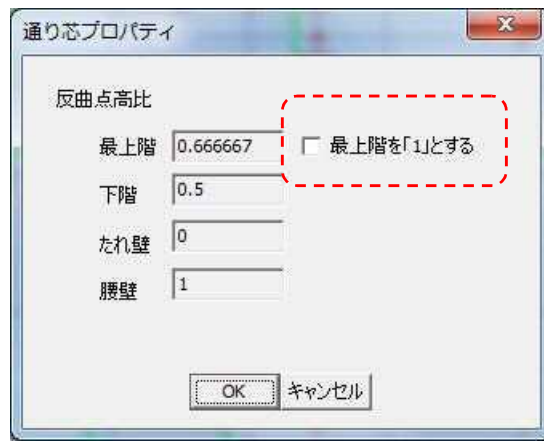 通り芯プロパティ
反曲点高比
最上階 0.666667 最上階を「1」とする
下階 0.5
たれ壁 0
腰壁 1
OK キャンセル